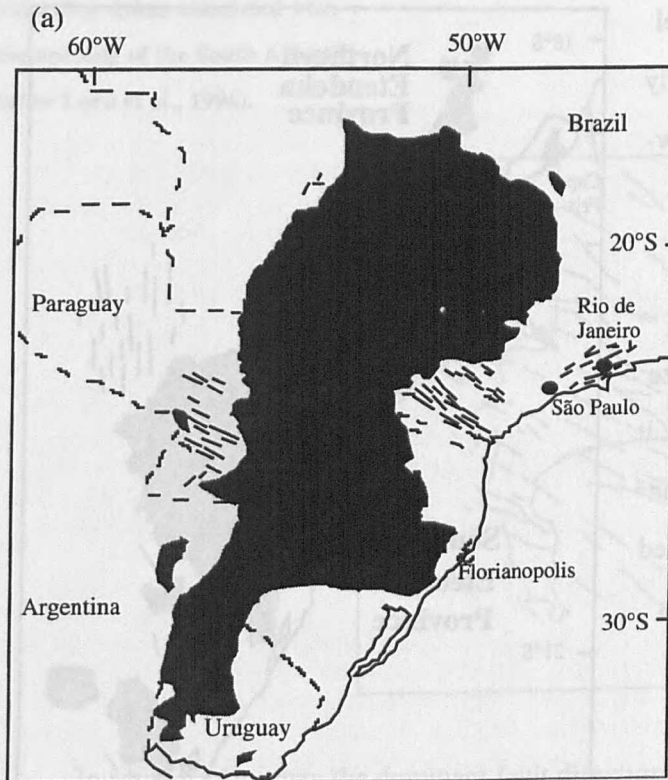 (a)
60°W
50°W
Brazil
20°S
Paraguay
Rio de
Janeiro
São Paulo
Florianopolis
Argentina
30°S
Uruguay